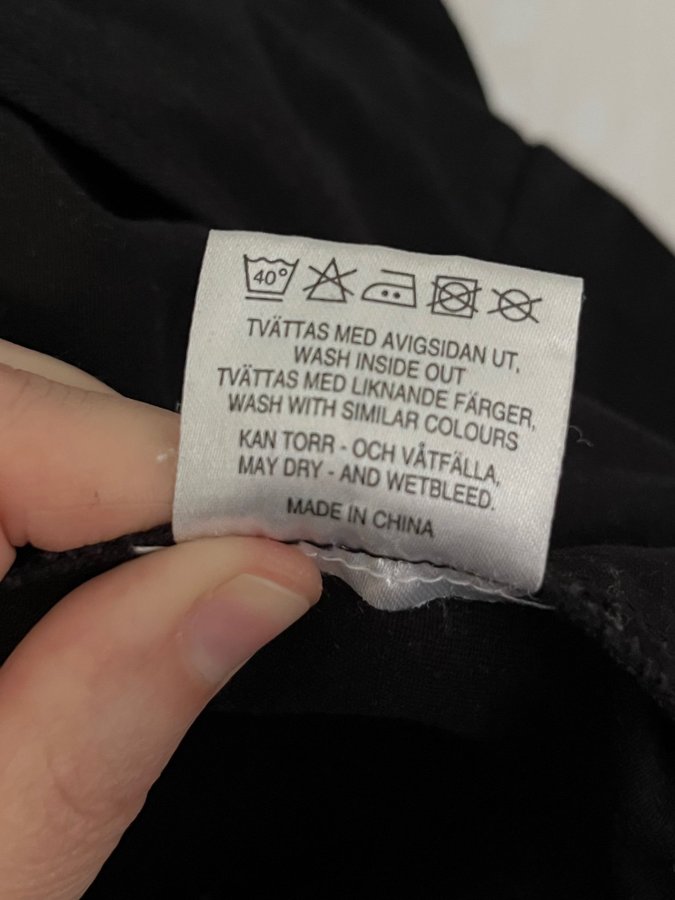 40°
TVÄTTAS MED AVIGSIDAN UT,
WASH INSIDE OUT
TVÄTTAS MED LIKNANDE FÄRGER,
WASH WITH SIMILAR COLOURS
KAN TORR - OCH VÅTFÄLLA,
MAY DRY - AND WETBLEED.
MADE IN CHINA